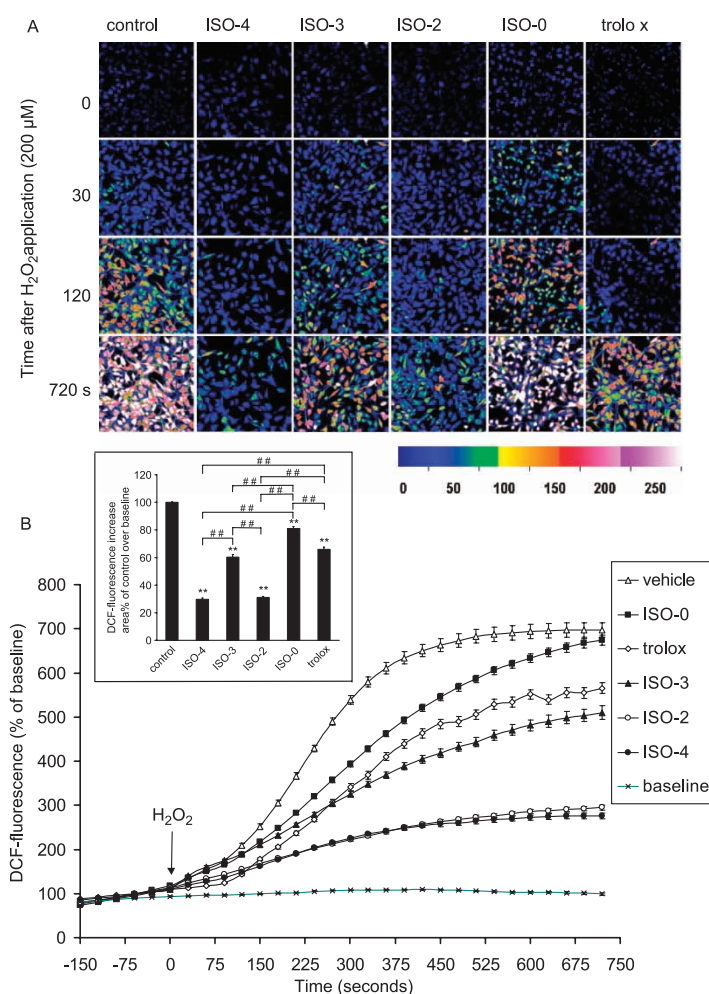 A
control ISO-4 ISO-3 ISO-2 ISO-0 trolo x
Time after H₂O₂application (200 µM)
0
30
120
720 s
0 50 100 150 200 250
DCF-fluorescence increase
area% of control over baseline
120
100
80
60
40
20
0
# #
# #
# #
# #
# #
# #
# #
# #
** ** ** ** **
control ISO-4 ISO-3 ISO-2 ISO-0 trolox
B
DCF-fluorescence (% of baseline)
800
700
600
500
400
300
200
100
0
H₂O₂
-150 -75 0 75 150 225 300 375 450 525 600 675 750
Time (seconds)
vehicle
ISO-0
trolox
ISO-3
ISO-2
ISO-4
baseline